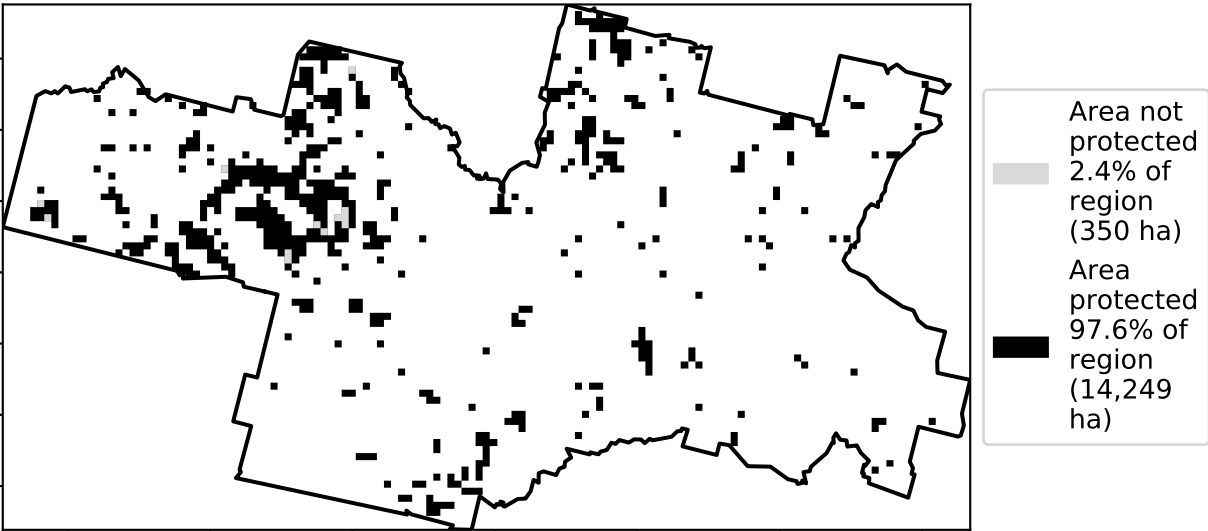 Area not
protected
2.4% of
region
(350 ha)
Area
protected
97.6% of
region
(14,249
ha)